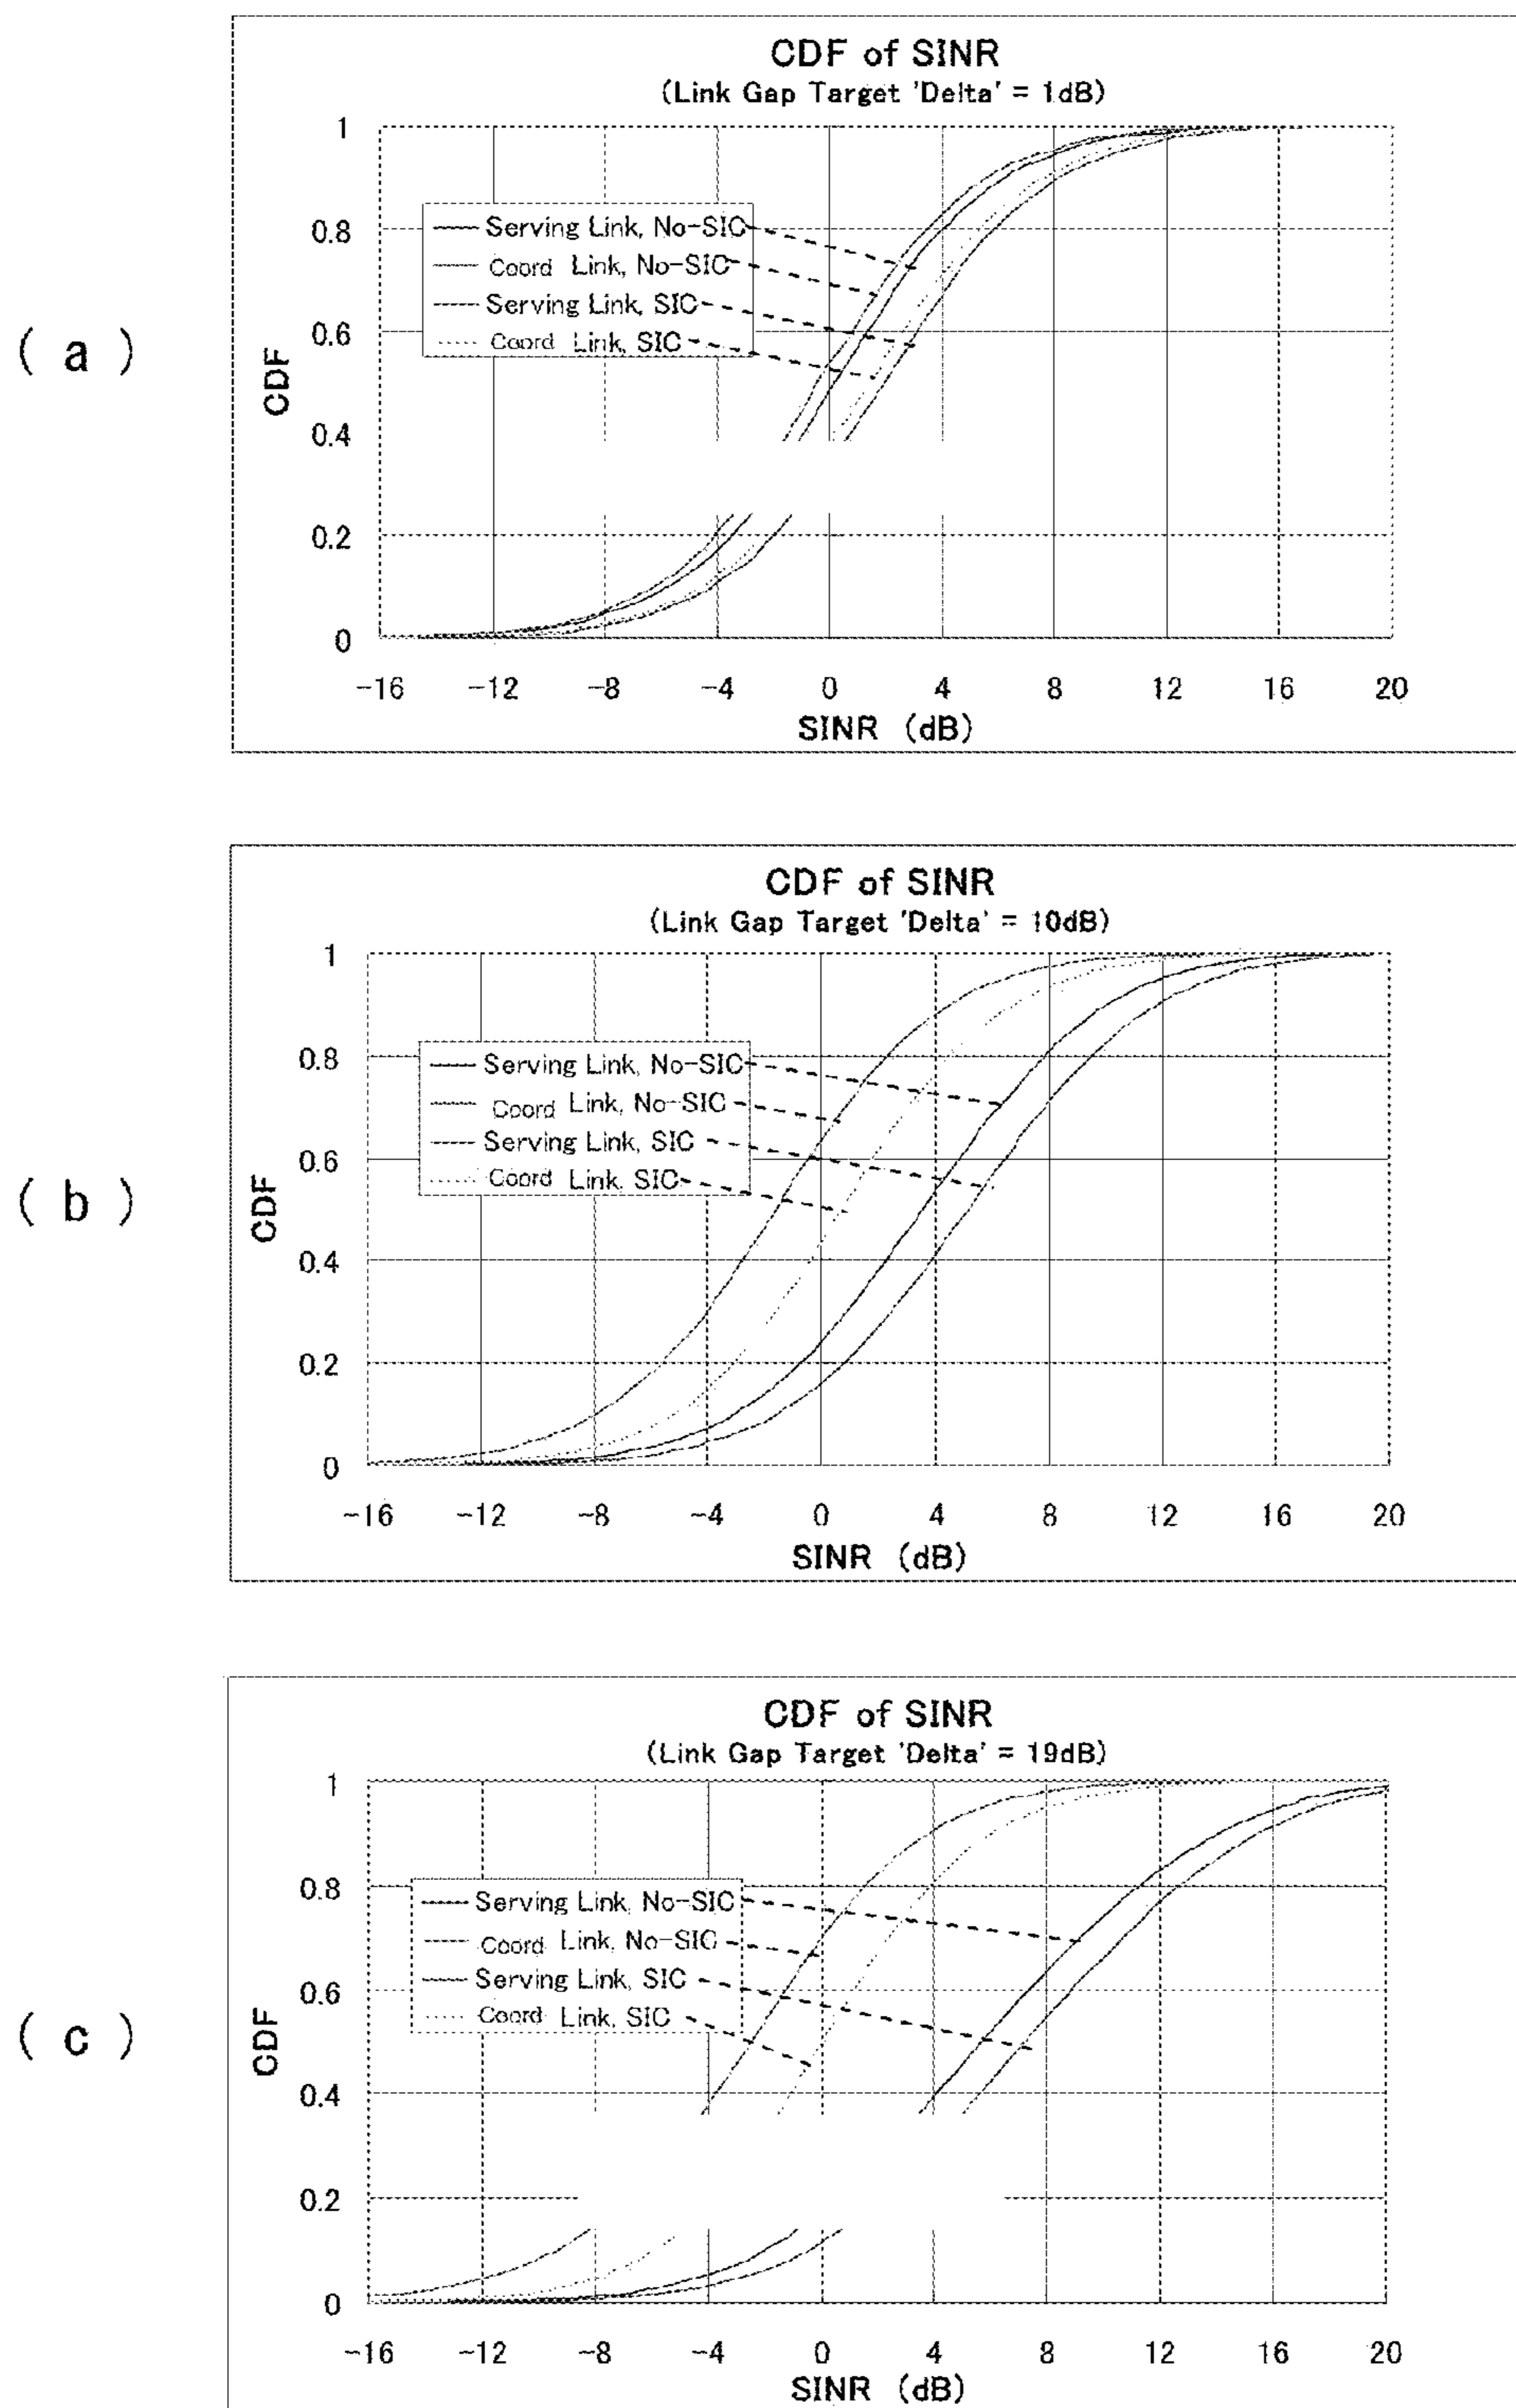 ( a )
CDF of SINR
(Link Gap Target 'Delta' = 1dB)
1
0.8
0.6
0.4
0.2
0
CDF
Serving Link, No-SIC
Coord Link, No-SIC
Serving Link, SIC
Coord Link, SIC
-16 -12 -8 -4 0 4 8 12 16 20
SINR (dB)
( b )
CDF of SINR
(Link Gap Target 'Delta' = 10dB)
1
0.8
0.6
0.4
0.2
0
CDF
Serving Link, No-SIC
Coord Link, No-SIC
Serving Link, SIC
Coord Link, SIC
-16 -12 -8 -4 0 4 8 12 16 20
SINR (dB)
( c )
CDF of SINR
(Link Gap Target 'Delta' = 19dB)
1
0.8
0.6
0.4
0.2
0
CDF
Serving Link, No-SIC
Coord Link, No-SIC
Serving Link, SIC
Coord Link, SIC
-16 -12 -8 -4 0 4 8 12 16 20
SINR (dB)